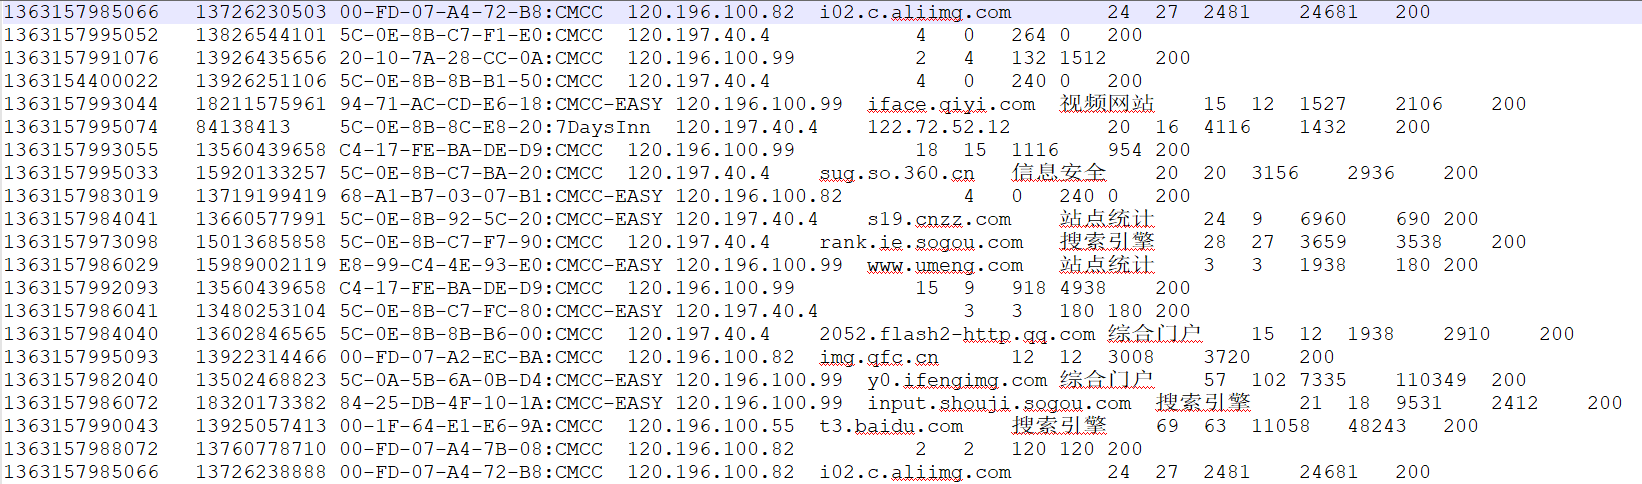 1363157985066 13726230503 00-FD-07-A4-72-B8:CMCC 120.196.100.82 i02.c.aliimg.com 24 27 2481 24681 200
1363157995052 13826544101 5C-0E-8B-C7-F1-E0:CMCC 120.197.40.4 4 0 264 0 200
1363157991076 13926435656 20-10-7A-28-CC-0A:CMCC 120.196.100.99 2 4 132 1512 200
1363154400022 13926251106 5C-0E-8B-8B-B1-50:CMCC 120.197.40.4 4 0 240 0 200
1363157993044 18211575961 94-71-AC-CD-E6-18:CMCC-EASY 120.196.100.99 iface.qiyi.com 视频网站 15 12 1527 2106 200
1363157995074 84138413 5C-0E-8B-8C-E8-20:7DaysInn 120.197.40.4 122.72.52.12 20 16 4116 1432 200
1363157993055 13560439658 C4-17-FE-BA-DE-D9:CMCC 120.196.100.99 18 15 1116 954 200
1363157995033 15920133257 5C-0E-8B-C7-BA-20:CMCC 120.197.40.4 sug.so.360.cn 信息安全 20 20 3156 2936 200
1363157983019 13719199419 68-A1-B7-03-07-B1:CMCC-EASY 120.196.100.82 4 0 240 0 200
1363157984041 13660577991 5C-0E-8B-92-5C-20:CMCC-EASY 120.197.40.4 s19.cnzz.com 站点统计 24 9 6960 690 200
1363157973098 15013685858 5C-0E-8B-C7-F7-90:CMCC 120.197.40.4 rank.ie.sogou.com 搜索引擎 28 27 3659 3538 200
1363157986029 15989002119 E8-99-C4-4E-93-E0:CMCC-EASY 120.196.100.99 www.umeng.com 站点统计 3 3 1938 180 200
1363157992093 13560439658 C4-17-FE-BA-DE-D9:CMCC 120.196.100.99 15 9 918 4938 200
1363157986041 13480253104 5C-0E-8B-C7-FC-80:CMCC-EASY 120.197.40.4 3 3 180 180 200
1363157984040 13602846565 5C-0E-8B-8B-B6-00:CMCC 120.197.40.4 2052.flash2-http.qq.com 综合门户 15 12 1938 2910 200
1363157995093 13922314466 00-FD-07-A2-EC-BA:CMCC 120.196.100.82 img.qfc.cn 12 12 3008 3720 200
1363157982040 13502468823 5C-0A-5B-6A-0B-D4:CMCC-EASY 120.196.100.99 y0.ifengimg.com 综合门户 57 102 7335 110349 200
1363157986072 18320173382 84-25-DB-4F-10-1A:CMCC-EASY 120.196.100.99 input.shouji.sogou.com 搜索引擎 21 18 9531 2412 200
1363157990043 13925057413 00-1F-64-E1-E6-9A:CMCC 120.196.100.55 t3.baidu.com 搜索引擎 69 63 11058 48243 200
1363157988072 13760778710 00-FD-07-A4-7B-08:CMCC 120.196.100.82 2 2 120 120 200
1363157985066 13726238888 00-FD-07-A4-72-B8:CMCC 120.196.100.82 i02.c.aliimg.com 24 27 2481 24681 200